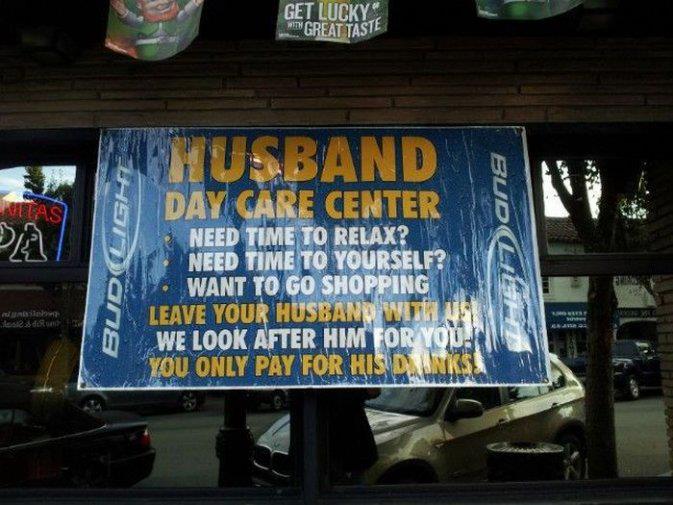 GET LUCKY
WITH GREAT TASTE
HUSBAND
DAY CARE CENTER
• NEED TIME TO RELAX?
• NEED TIME TO YOURSELF?
• WANT TO GO SHOPPING
LEAVE YOUR HUSBAND WITH US!
WE LOOK AFTER HIM FOR YOU!
YOU ONLY PAY FOR HIS DRINKS!
BUD LIGHT
BUD LIGHT